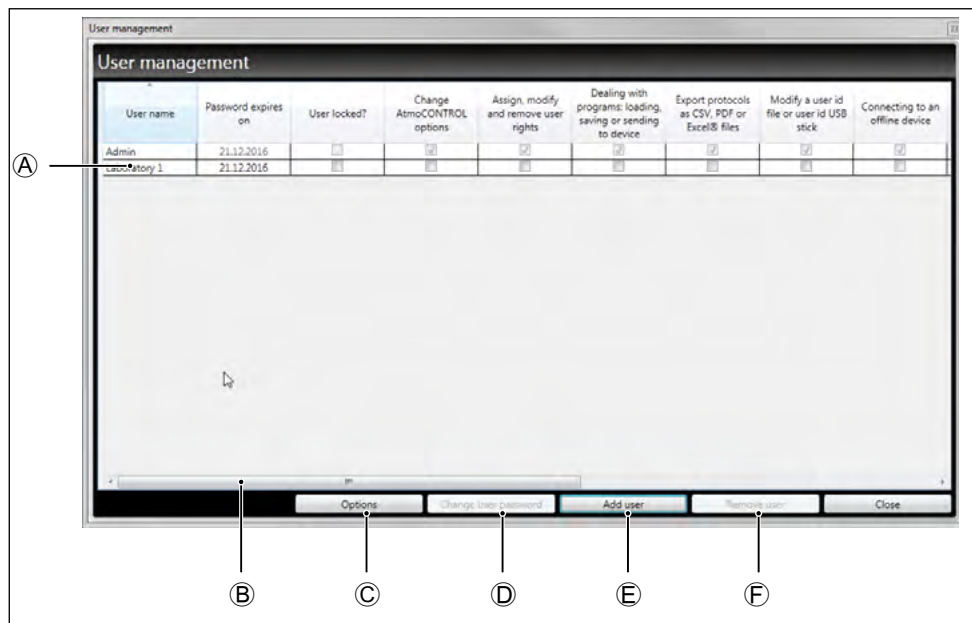 User management
User management
User name
Password expires on
User locked?
Change AtmoCONTROL options
Assign, modify and remove user rights
Dealing with programs: loading, saving or sending to device
Export protocols as CSV, PDF or Excel® files
Modify a user id file or user id USB stick
Connecting to an offline device
Admin 21.12.2016
A
Laboratory 1 21.12.2016
Options Change user password Add user Remove user Close
B C D E F